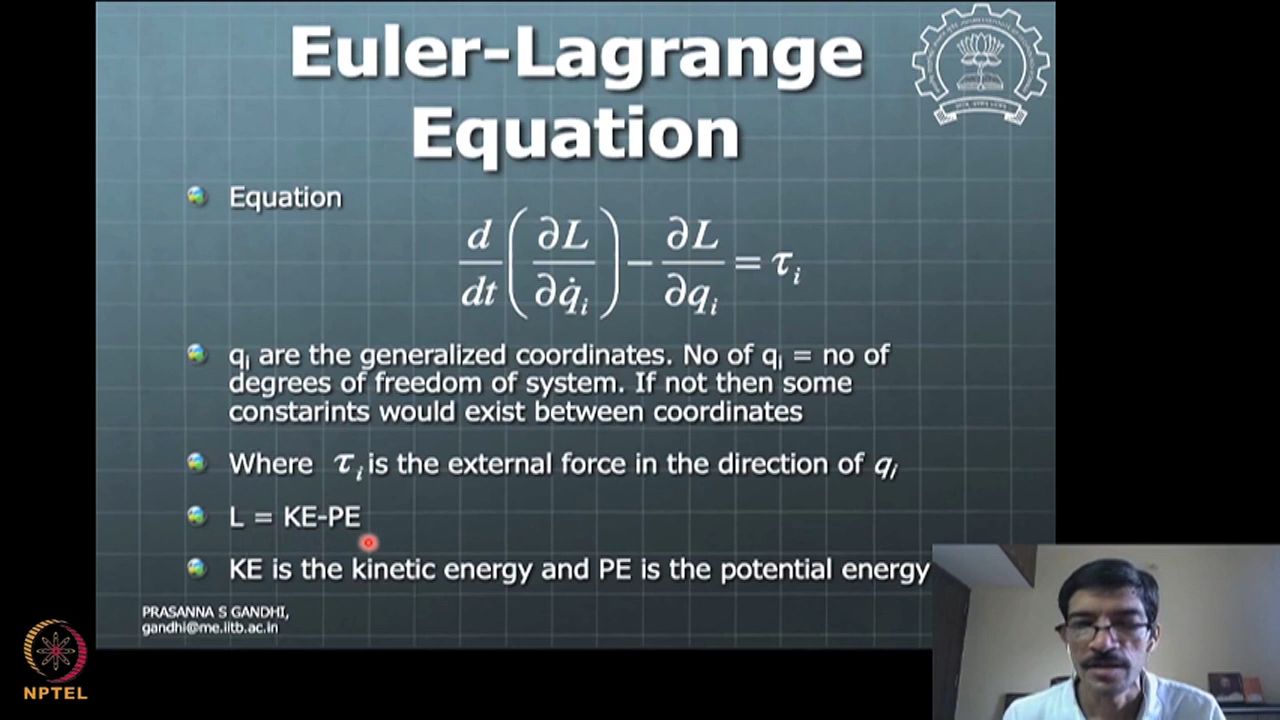 Euler-Lagrange
Equation
Equation
d/dt (∂L/∂q̇ᵢ) − ∂L/∂qᵢ = τᵢ
qᵢ are the generalized coordinates. No of qᵢ = no of
degrees of freedom of system. If not then some
constarints would exist between coordinates
Where τᵢ is the external force in the direction of qᵢ
L = KE-PE
KE is the kinetic energy and PE is the potential energy
PRASANNA S GANDHI,
gandhi@me.iitb.ac.in
NPTEL